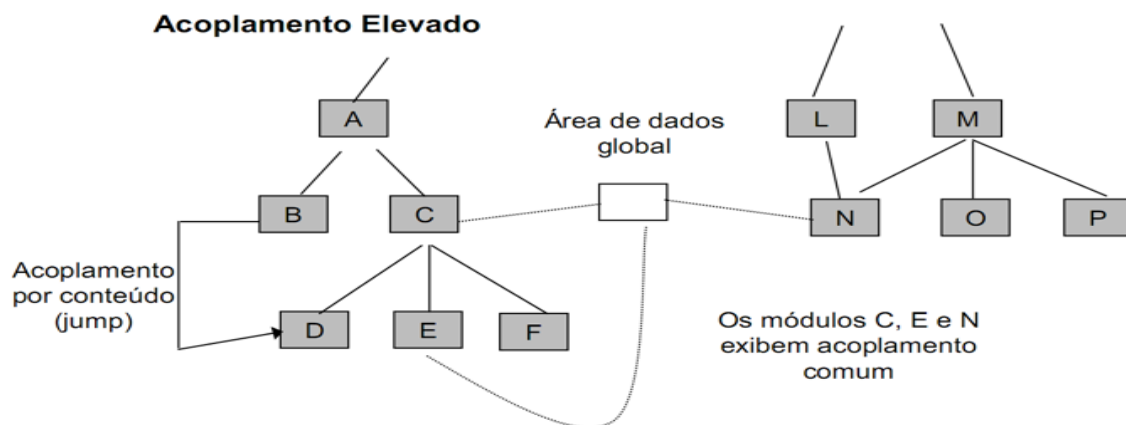 Acoplamento Elevado
A
L
M
Área de dados
global
B
C
N
O
P
Acoplamento
por conteúdo
(jump)
D
E
F
Os módulos C, E e N
exibem acoplamento
comum